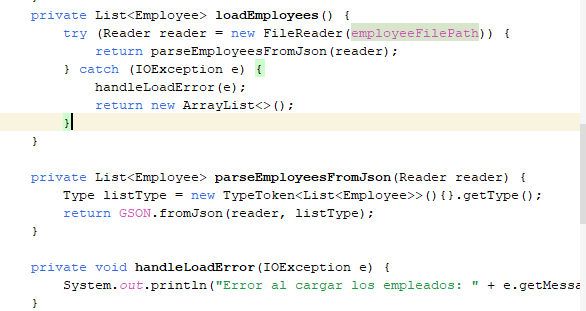 private List<Employee> loadEmployees() {
try (Reader reader = new FileReader(employeeFilePath)) {
return parseEmployeesFromJson(reader);
} catch (IOException e) {
handleLoadError(e);
return new ArrayList<>();
}
}
private List<Employee> parseEmployeesFromJson(Reader reader) {
Type listType = new TypeToken<List<Employee>>(){}.getType();
return GSON.fromJson(reader, listType);
}
private void handleLoadError(IOException e) {
System.out.println("Error al cargar los empleados: " + e.getMessa
}